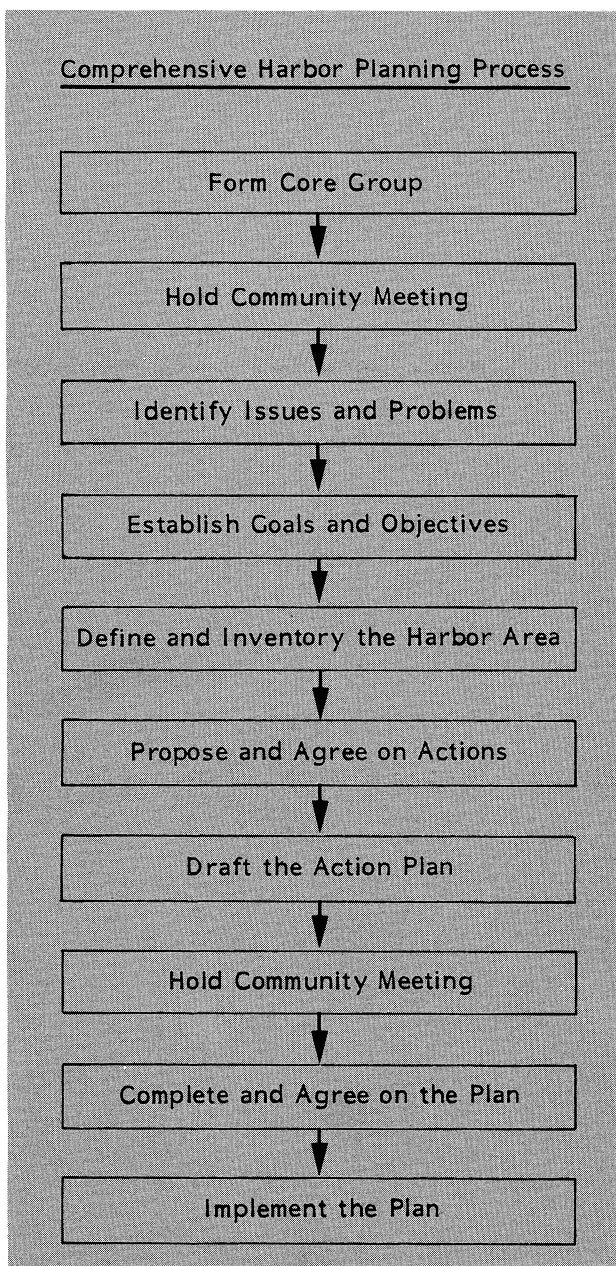 Comprehensive Harbor Planning Process
Form Core Group
Hold Community Meeting
Identify Issues and Problems
Establish Goals and Objectives
Define and Inventory the Harbor Area
Propose and Agree on Actions
Draft the Action Plan
Hold Community Meeting
Complete and Agree on the Plan
Implement the Plan